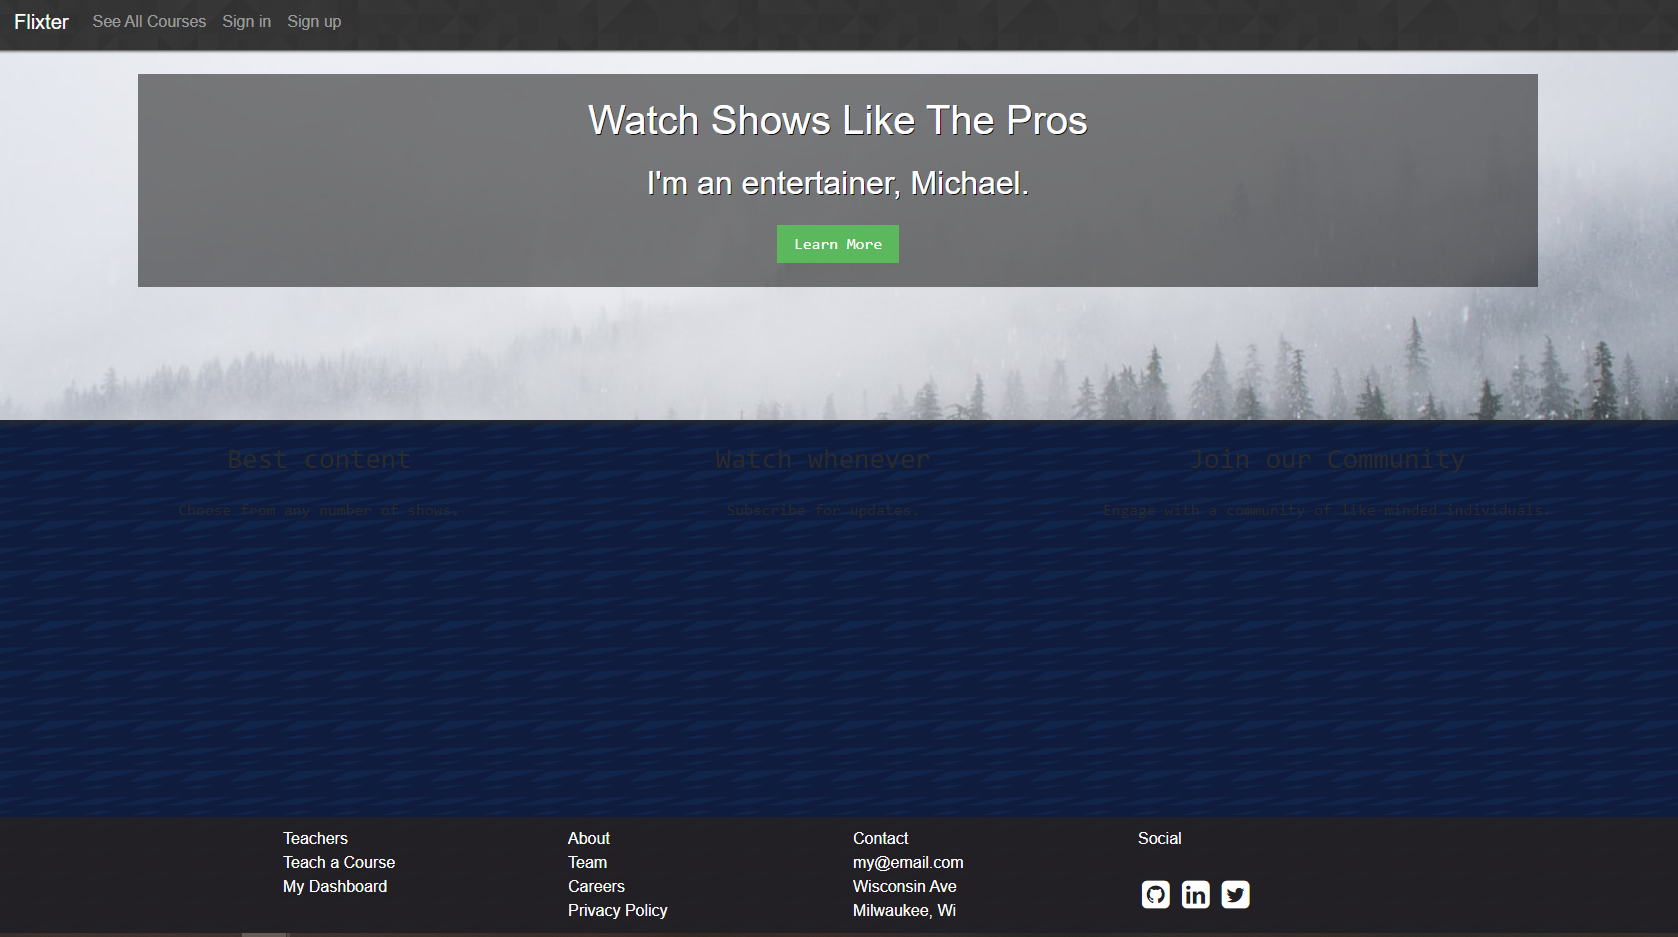 Flixter See All Courses Sign in Sign up
Watch Shows Like The Pros
I'm an entertainer, Michael.
Learn More
Best content
Choose from any number of shows.
Watch whenever
Subscribe for updates.
Join our Community
Engage with a community of like-minded individuals.
Teachers
Teach a Course
My Dashboard
About
Team
Careers
Privacy Policy
Contact
my@email.com
Wisconsin Ave
Milwaukee, Wi
Social
in